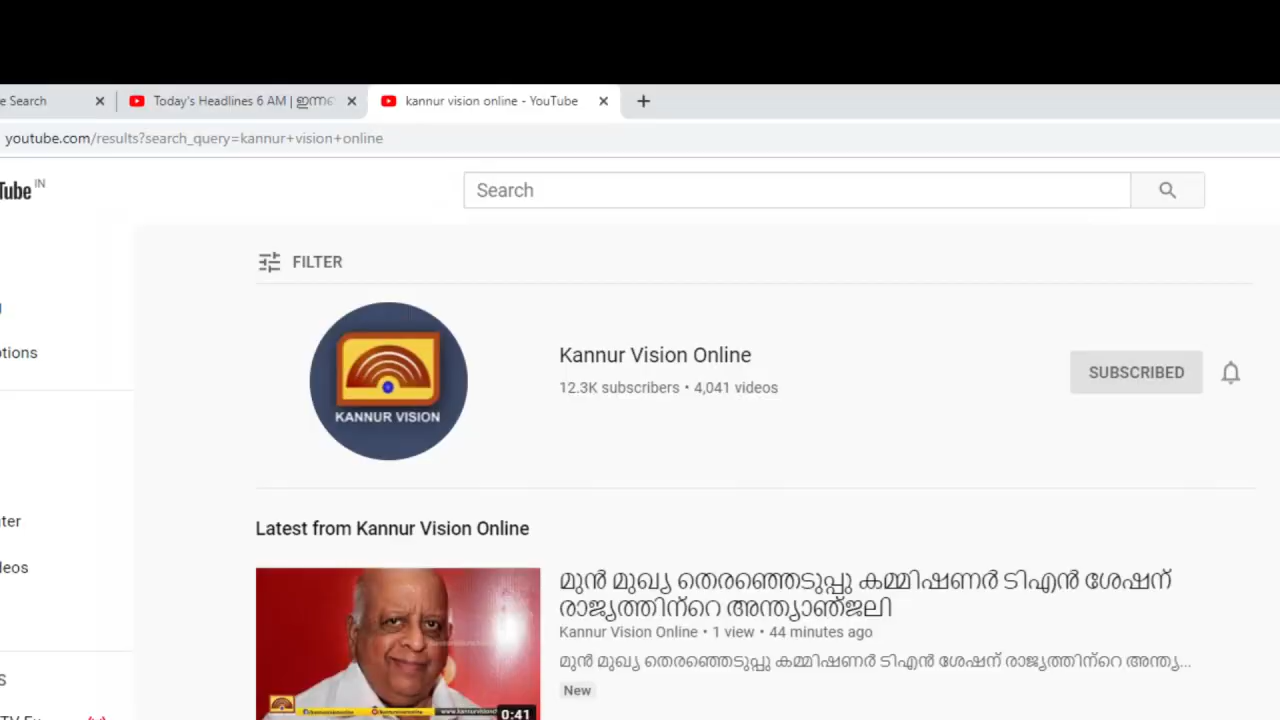 e Search
Today's Headlines 6 AM | ഇന്നെ
kannur vision online - YouTube
youtube.com/results?search_query=kannur+vision+online
Tube IN
Search
FILTER
KANNUR VISION
Kannur Vision Online
12.3K subscribers • 4,041 videos
SUBSCRIBED
otions
Latest from Kannur Vision Online
മുൻ മുഖ്യ തെരഞ്ഞെടുപ്പു കമ്മിഷണർ ടിഎൻ ശേഷന്
രാജ്യത്തിന്റെ അന്ത്യാഞ്ജലി
Kannur Vision Online • 1 view • 44 minutes ago
മുൻ മുഖ്യ തെരഞ്ഞെടുപ്പു കമ്മിഷണർ ടിഎൻ ശേഷന് രാജ്യത്തിന്റെ അന്ത്യ...
New
0:41
ter
leos
S